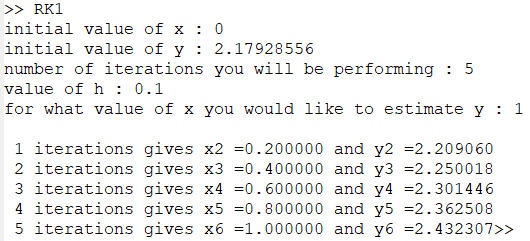 >> RK1
initial value of x : 0
initial value of y : 2.17928556
number of iterations you will be performing : 5
value of h : 0.1
for what value of x you would like to estimate y : 1
1 iterations gives x2 =0.200000 and y2 =2.209060
2 iterations gives x3 =0.400000 and y3 =2.250018
3 iterations gives x4 =0.600000 and y4 =2.301446
4 iterations gives x5 =0.800000 and y5 =2.362508
5 iterations gives x6 =1.000000 and y6 =2.432307>>